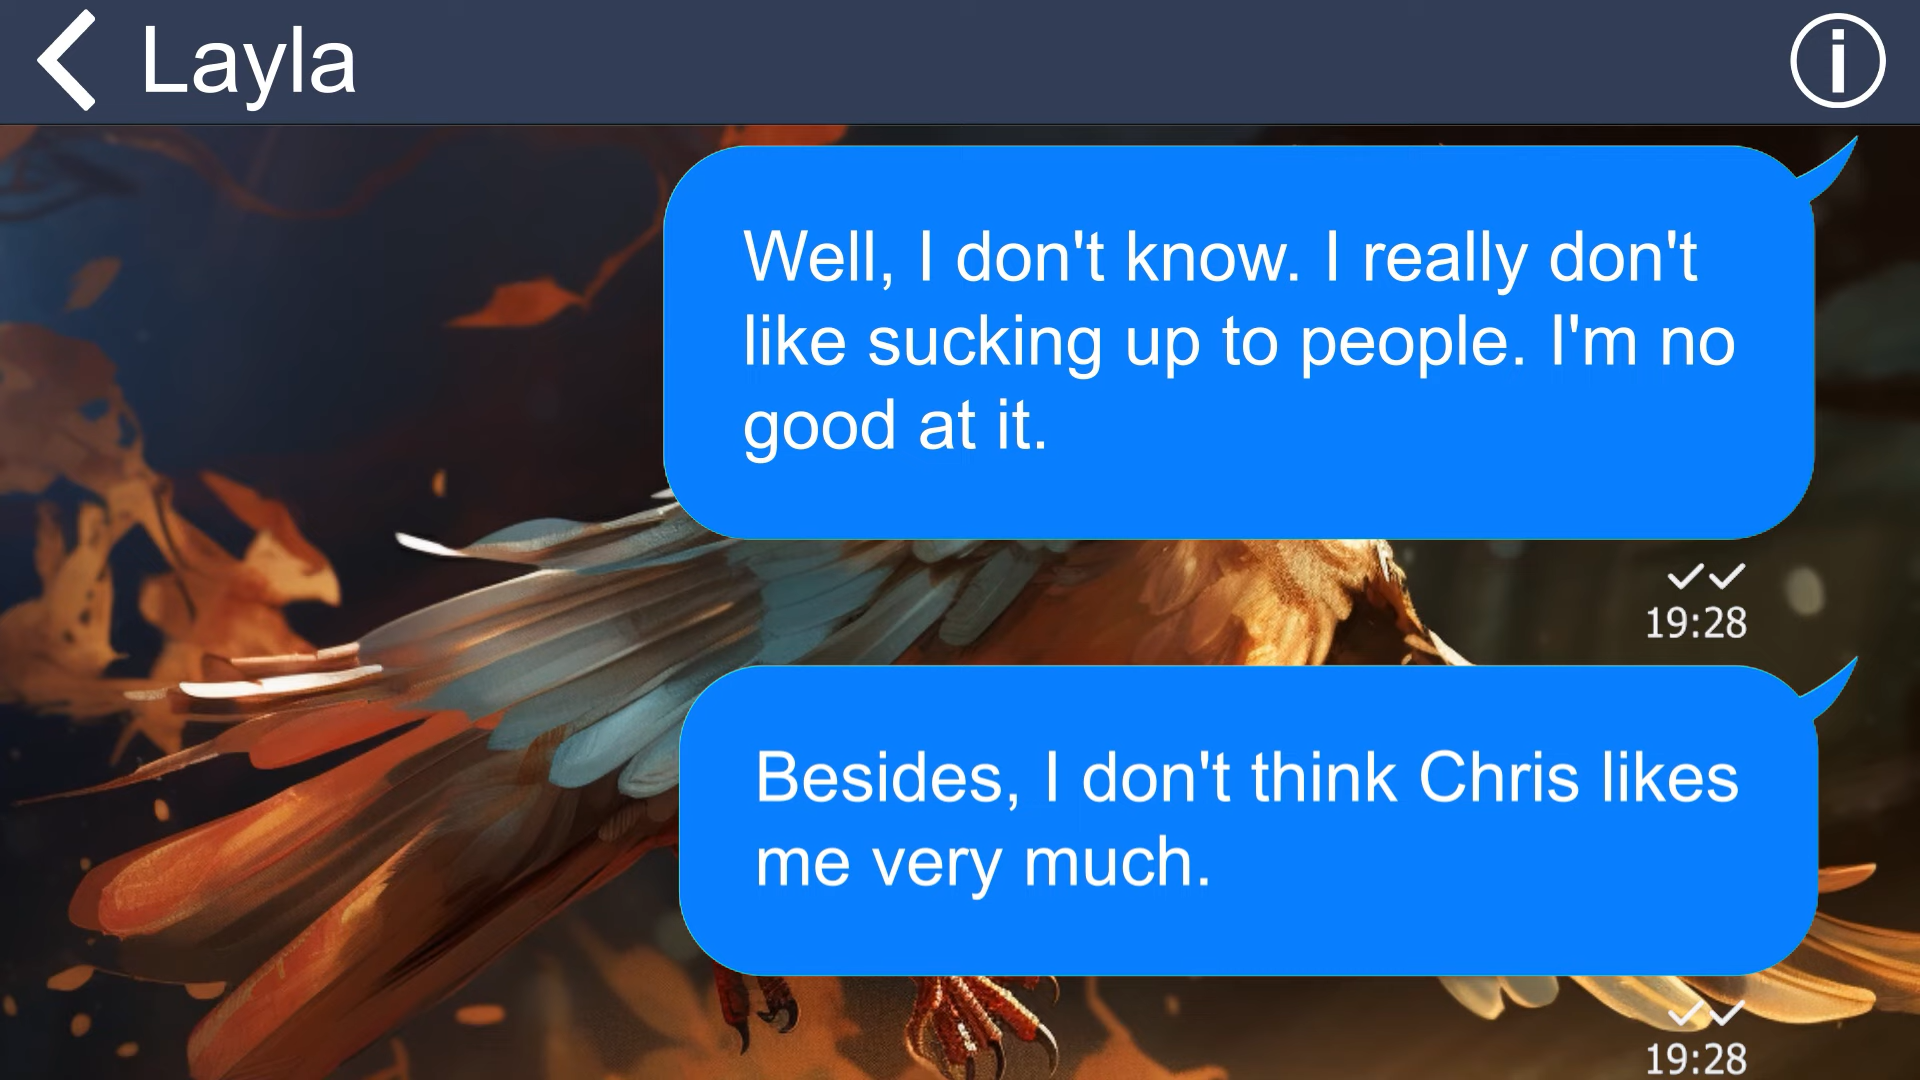 Layla
Well, I don't know. I really don't
like sucking up to people. I'm no
good at it.
19:28
Besides, I don't think Chris likes
me very much.
19:28